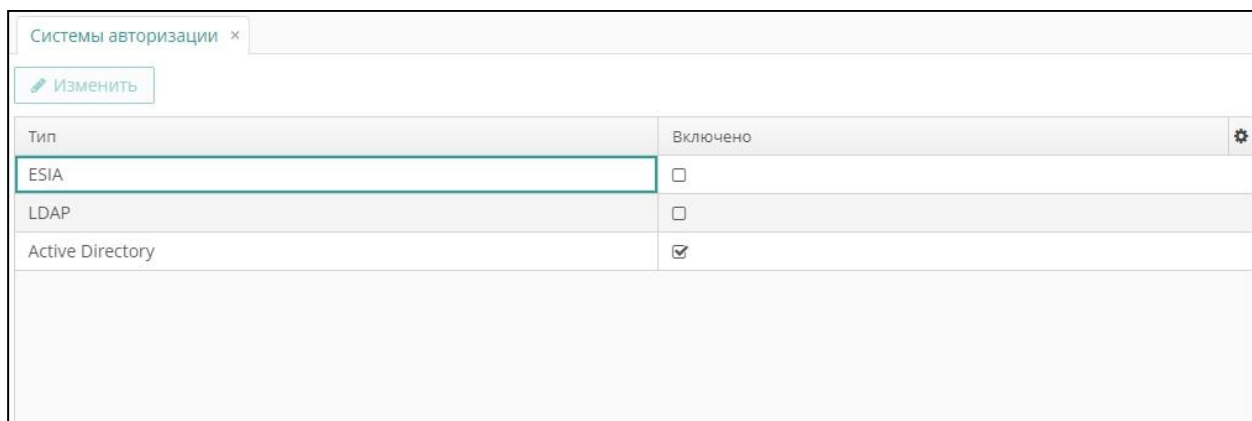 Системы авторизации ×
Изменить
Тип Включено
ESIA
LDAP
Active Directory